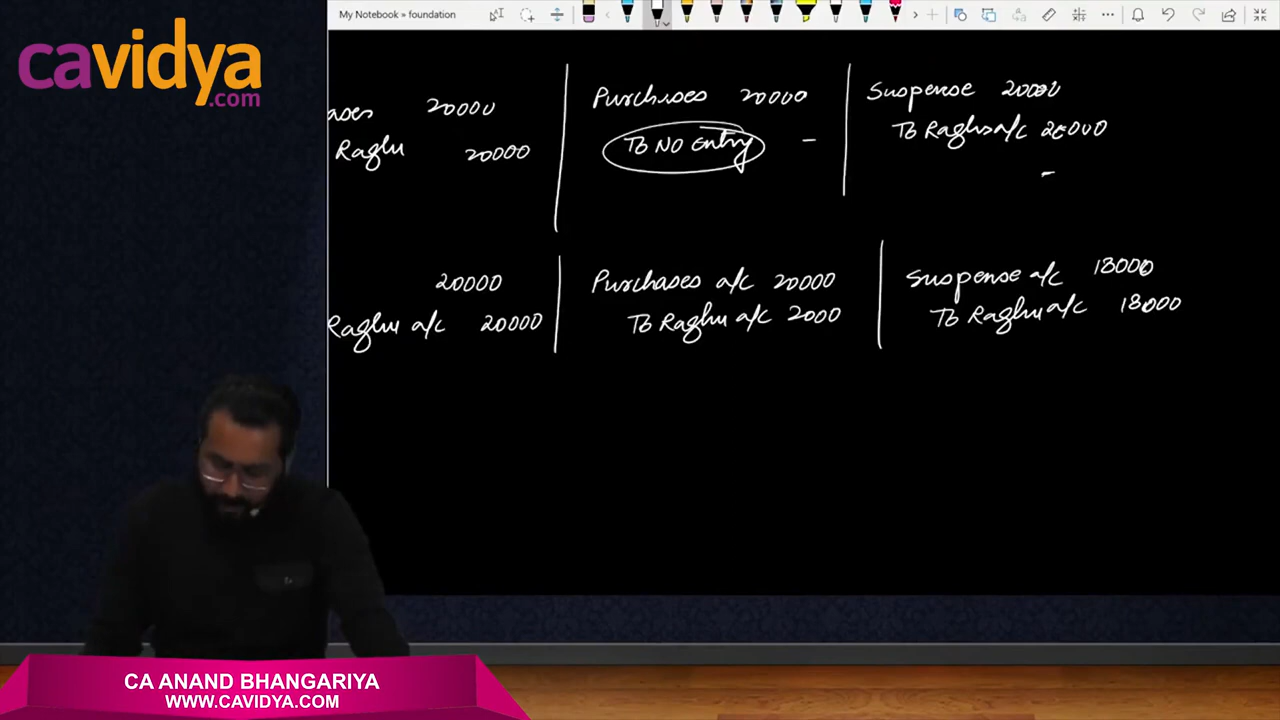 cavidya
.com
My Notebook » foundation
ases 20000
Raghu 20000
Purchases 20000
To No Entry -
Suspense 20000
To Raghu a/c 20000
20000
Raghu a/c 20000
Purchases a/c 20000
To Raghu a/c 2000
Suspense a/c 18000
To Raghu a/c 18000
CA ANAND BHANGARIYA
WWW.CAVIDYA.COM